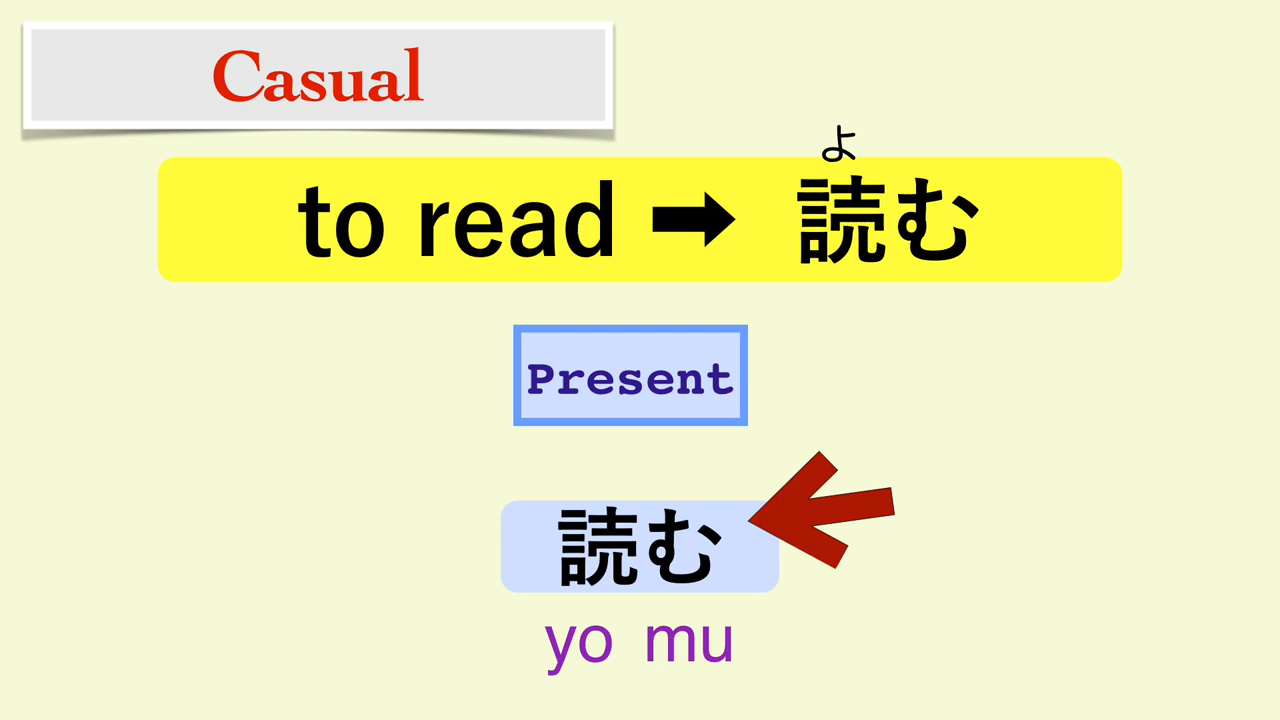 Casual
よ
to read ➡ 読む
Present
読む
yo mu